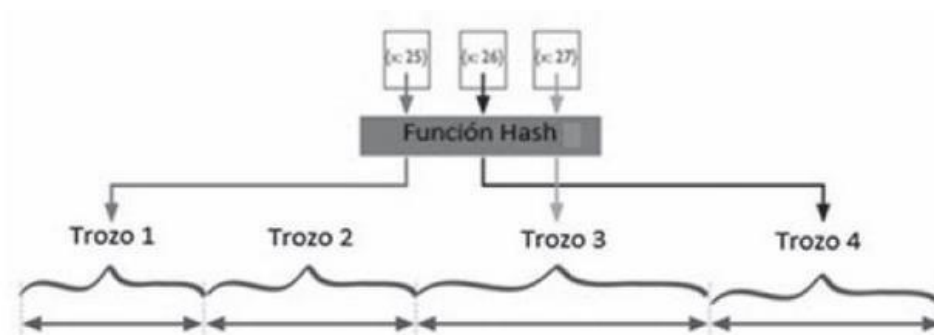 {x: 25} {x: 26} {x: 27}
Función Hash
Trozo 1 Trozo 2 Trozo 3 Trozo 4